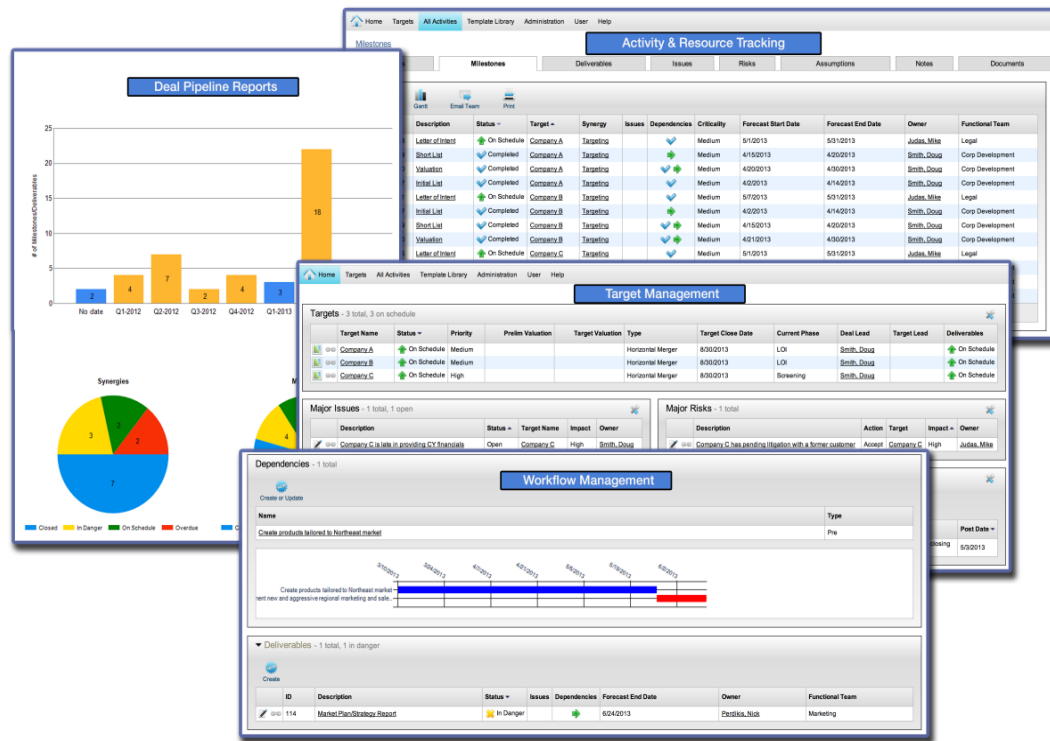 Home Targets All Activities Template Library Administration User Help
Milestones
Activity & Resource Tracking
Milestones Deliverables Issues Risks Assumptions Notes Documents
Gantt Email Team Print
Description Status Target Synergy Issues Dependencies Criticality Forecast Start Date Forecast End Date Owner Functional Team
Letter of Intent On Schedule Company A Targeting Medium 5/1/2013 5/31/2013 Judas, Mike Legal
Short List Completed Company A Targeting Medium 4/15/2013 4/20/2013 Smith, Doug Corp Development
Valuation Completed Company A Targeting Medium 4/20/2013 4/30/2013 Smith, Doug Corp Development
Initial List Completed Company A Targeting Medium 4/2/2013 4/14/2013 Smith, Doug Corp Development
Letter of Intent On Schedule Company B Targeting Medium 5/7/2013 5/31/2013 Judas, Mike Legal
Initial List Completed Company B Targeting Medium 4/2/2013 4/14/2013 Smith, Doug Corp Development
Short List Completed Company B Targeting Medium 4/15/2013 4/20/2013 Smith, Doug Corp Development
Valuation Completed Company B Targeting Medium 4/21/2013 4/30/2013 Smith, Doug Corp Development
Letter of Intent On Schedule Company C Targeting Medium 5/1/2013 5/31/2013 Judas, Mike Legal
Deal Pipeline Reports
# of Milestones/Deliverables
25
20
15
10
5
0
2 4 7 2 4 3 18
No date Q1-2012 Q2-2012 Q3-2012 Q4-2012 Q1-2013
Synergies
3 2 2 7
4
Closed In Danger On Schedule Overdue
Home Targets All Activities Template Library Administration User Help
Target Management
Targets - 3 total, 3 on schedule
Target Name Status Priority Prelim Valuation Target Valuation Type Target Close Date Current Phase Deal Lead Target Lead Deliverables
Company A On Schedule Medium Horizontal Merger 8/30/2013 LOI Smith, Doug On Schedule
Company B On Schedule Medium Horizontal Merger 8/30/2013 LOI Smith, Doug On Schedule
Company C On Schedule High Horizontal Merger 8/30/2013 Screening Smith, Doug On Schedule
Major Issues - 1 total, 1 open
Description Status Target Name Impact Owner
Company C is late in providing CY financials Open Company C High Smith, Doug
Major Risks - 1 total
Description Action Target Impact Owner
Company C has pending litigation with a former customer Accept Company C High Judas, Mike
Post Date
closing 5/3/2013
Dependencies - 1 total
Workflow Management
Create or Update
Name Type
Create products tailored to Northeast market Pre
3/10/2013 3/24/2013 4/7/2013 4/21/2013 5/5/2013 5/19/2013 6/2/2013
Create products tailored to Northeast market
ment new and aggressive regional marketing and sale..
Deliverables - 1 total, 1 in danger
Create
ID Description Status Issues Dependencies Forecast End Date Owner Functional Team
114 Market Plan/Strategy Report In Danger 6/24/2013 Perdikis, Nick Marketing